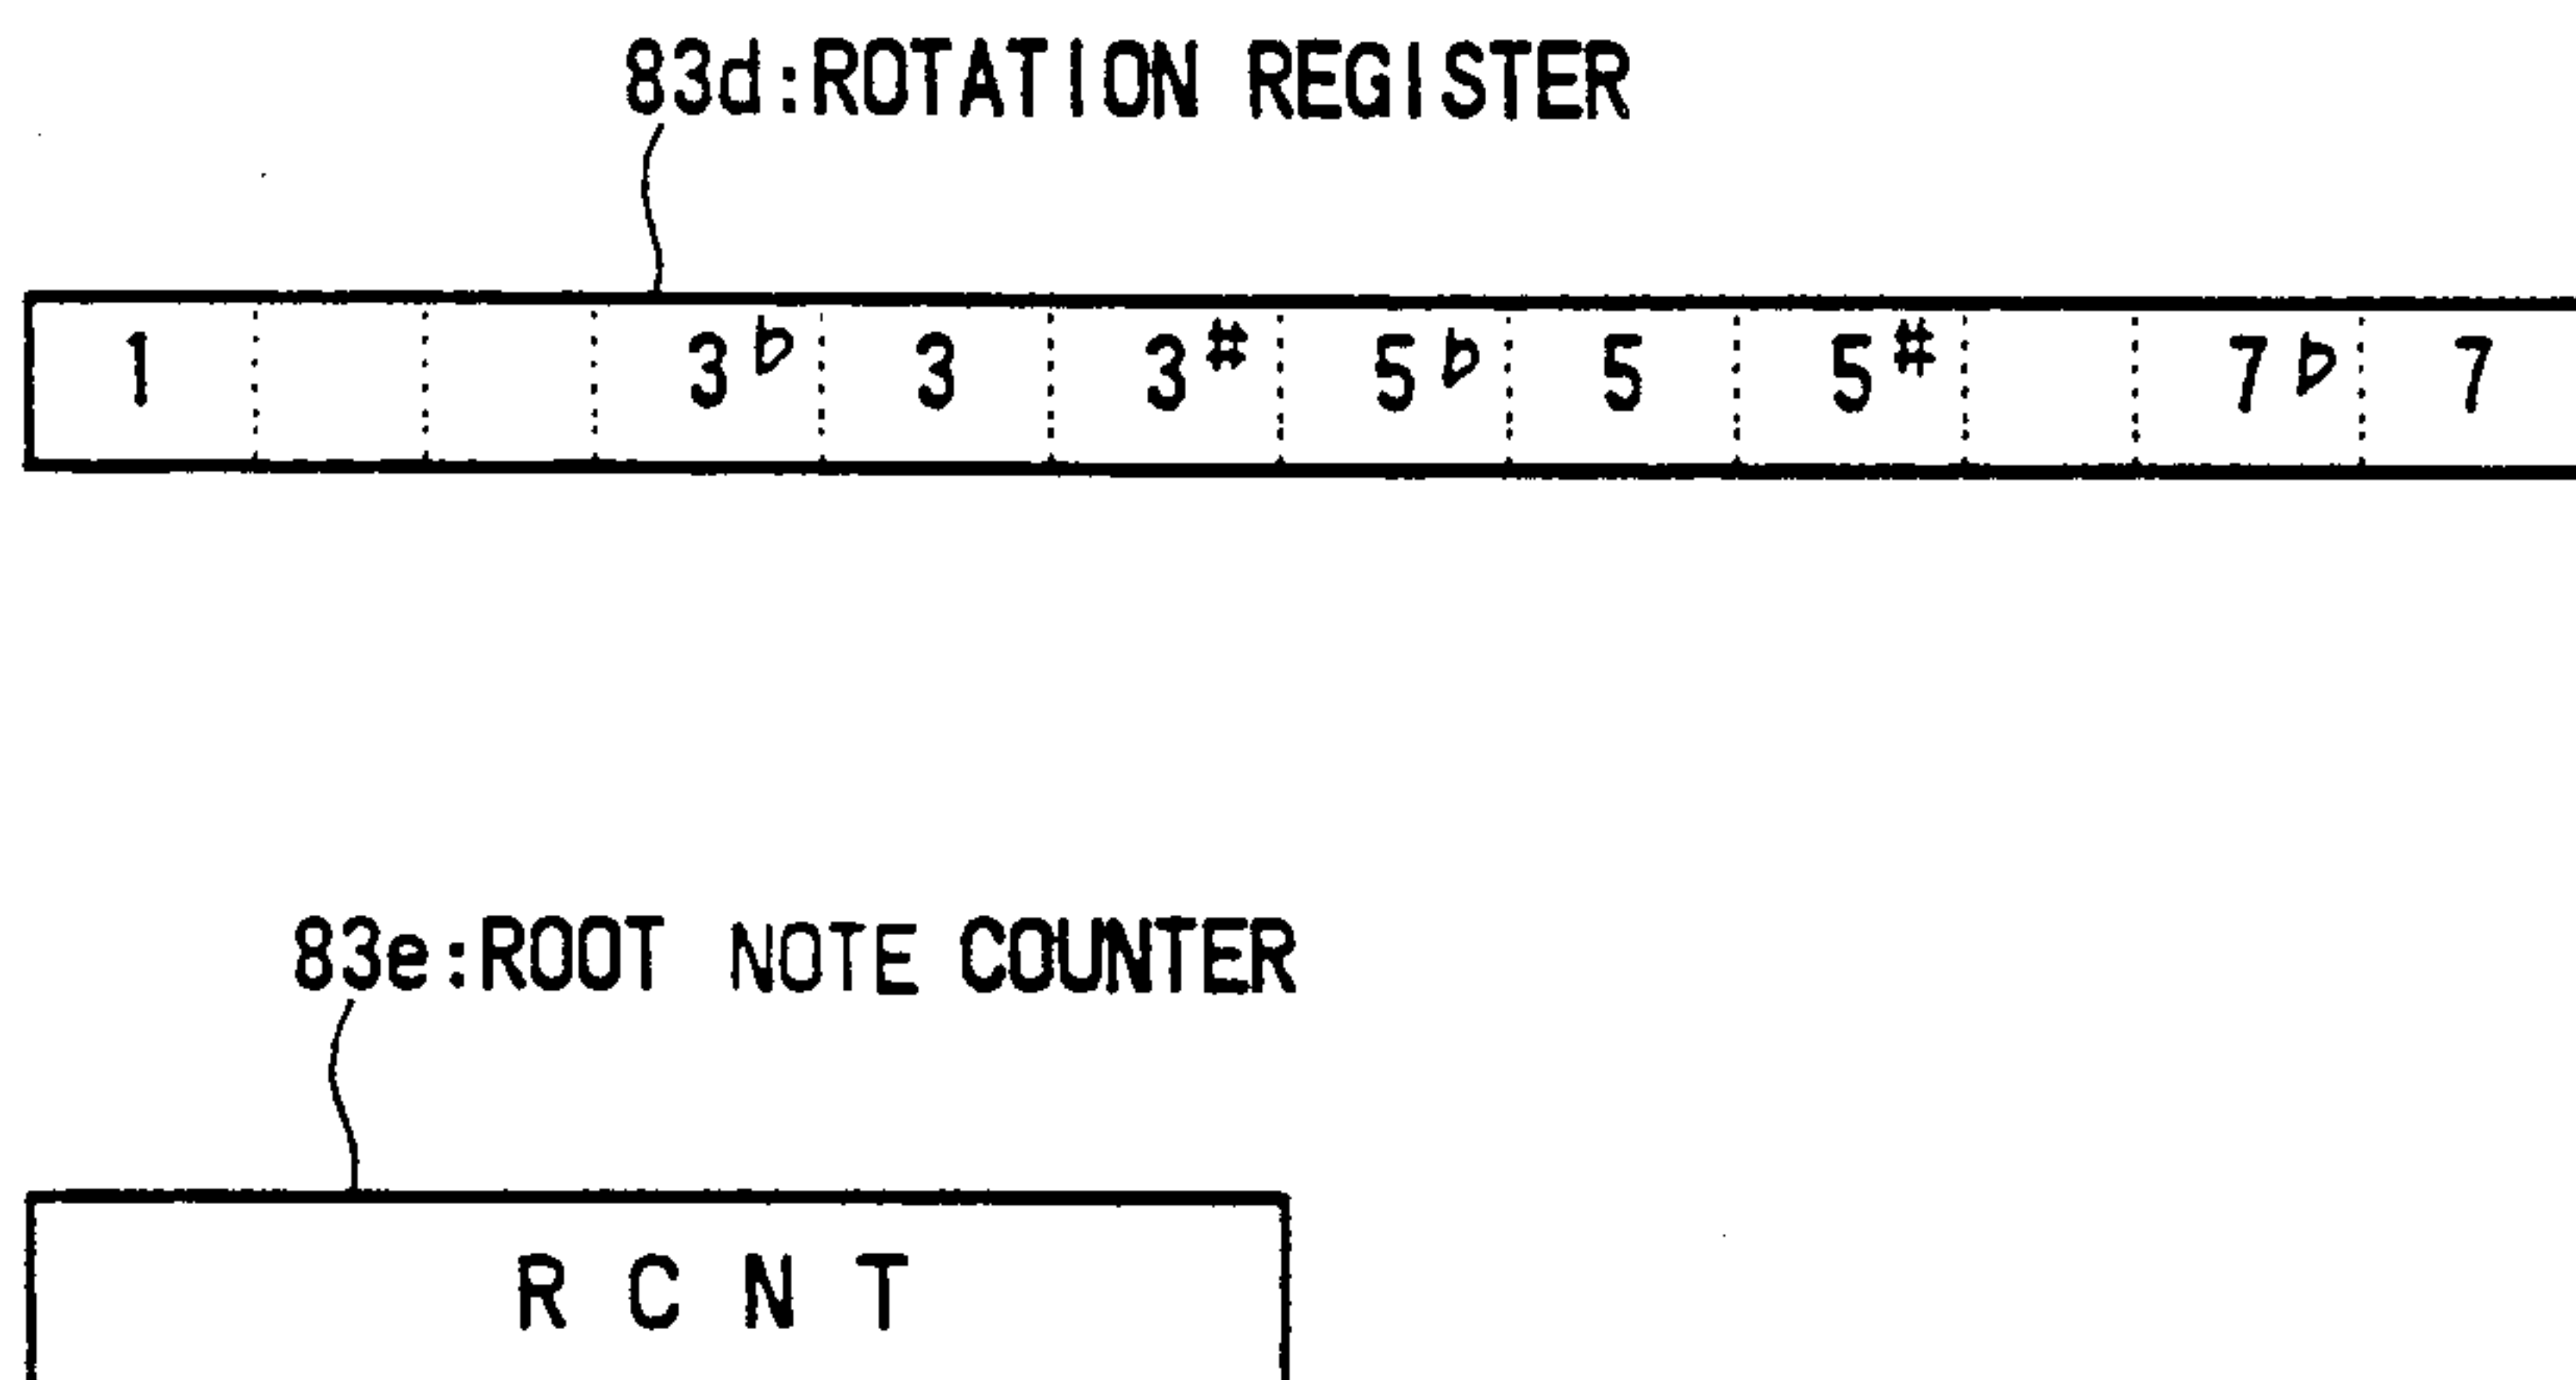 83d:ROTATION REGISTER
1 3♭ 3 3# 5♭ 5 5# 7♭ 7
83e:ROOT NOTE COUNTER
RCNT